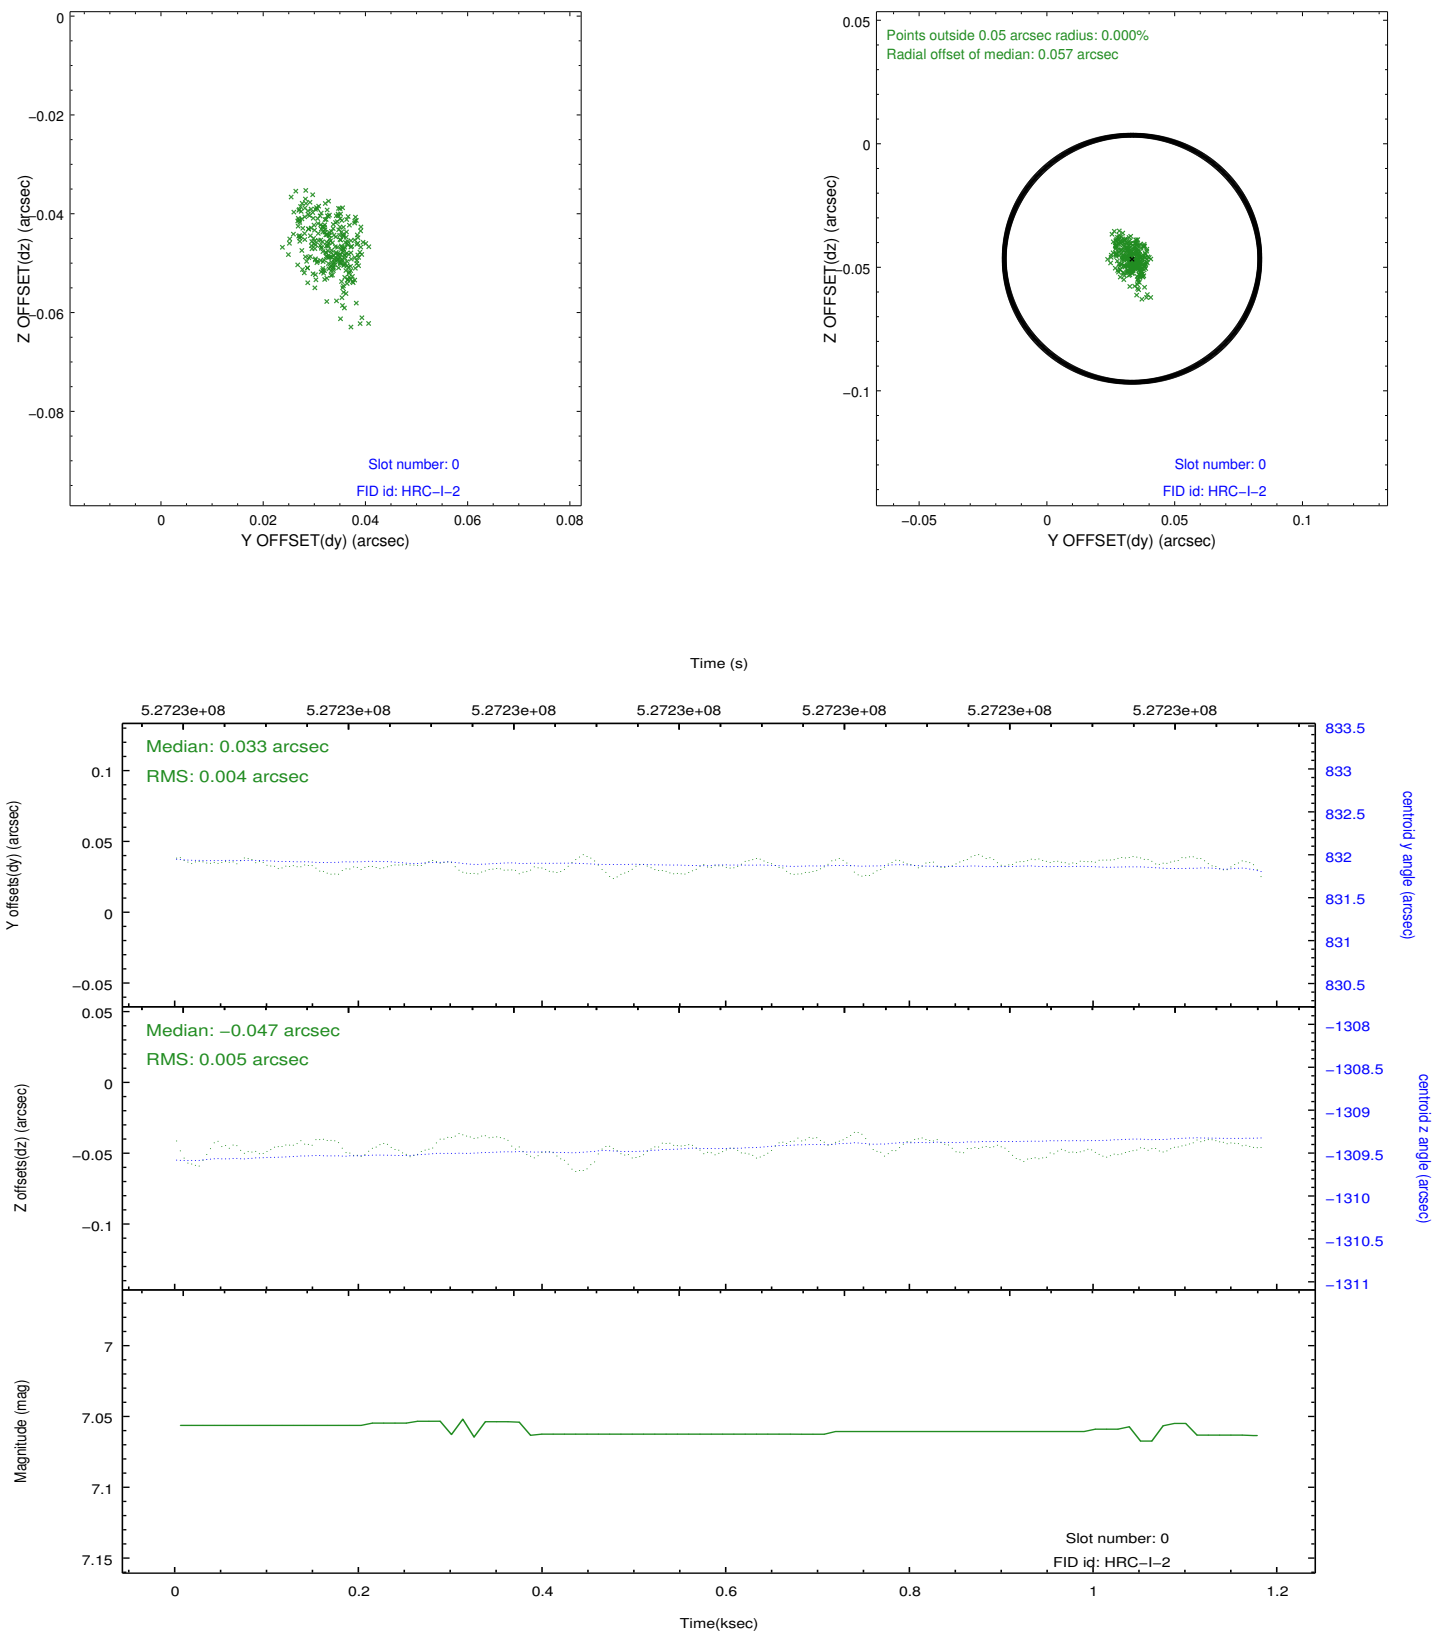 0
−0.02
−0.04
−0.06
−0.08
Z OFFSET(dz) (arcsec)
Slot number: 0
FID id: HRC−I−2
0 0.02 0.04 0.06 0.08
Y OFFSET(dy) (arcsec)
0.05
Points outside 0.05 arcsec radius: 0.000%
Radial offset of median: 0.057 arcsec
0
−0.05
−0.1
Z OFFSET(dz) (arcsec)
Slot number: 0
FID id: HRC−I−2
−0.05 0 0.05 0.1
Y OFFSET(dy) (arcsec)
Time (s)
5.2723e+08 5.2723e+08 5.2723e+08 5.2723e+08 5.2723e+08 5.2723e+08 5.2723e+08
Median: 0.033 arcsec
RMS: 0.004 arcsec
0.1
0.05
0
−0.05
Y offsets(dy) (arcsec)
833.5
833
832.5
832
831.5
831
830.5
centroid y angle (arcsec)
Median: −0.047 arcsec
RMS: 0.005 arcsec
0.05
0
−0.05
−0.1
Z offsets(dz) (arcsec)
−1308
−1308.5
−1309
−1309.5
−1310
−1310.5
−1311
centroid z angle (arcsec)
7
7.05
7.1
7.15
Magnitude (mag)
Slot number: 0
FID id: HRC−I−2
0 0.2 0.4 0.6 0.8 1 1.2
Time(ksec)